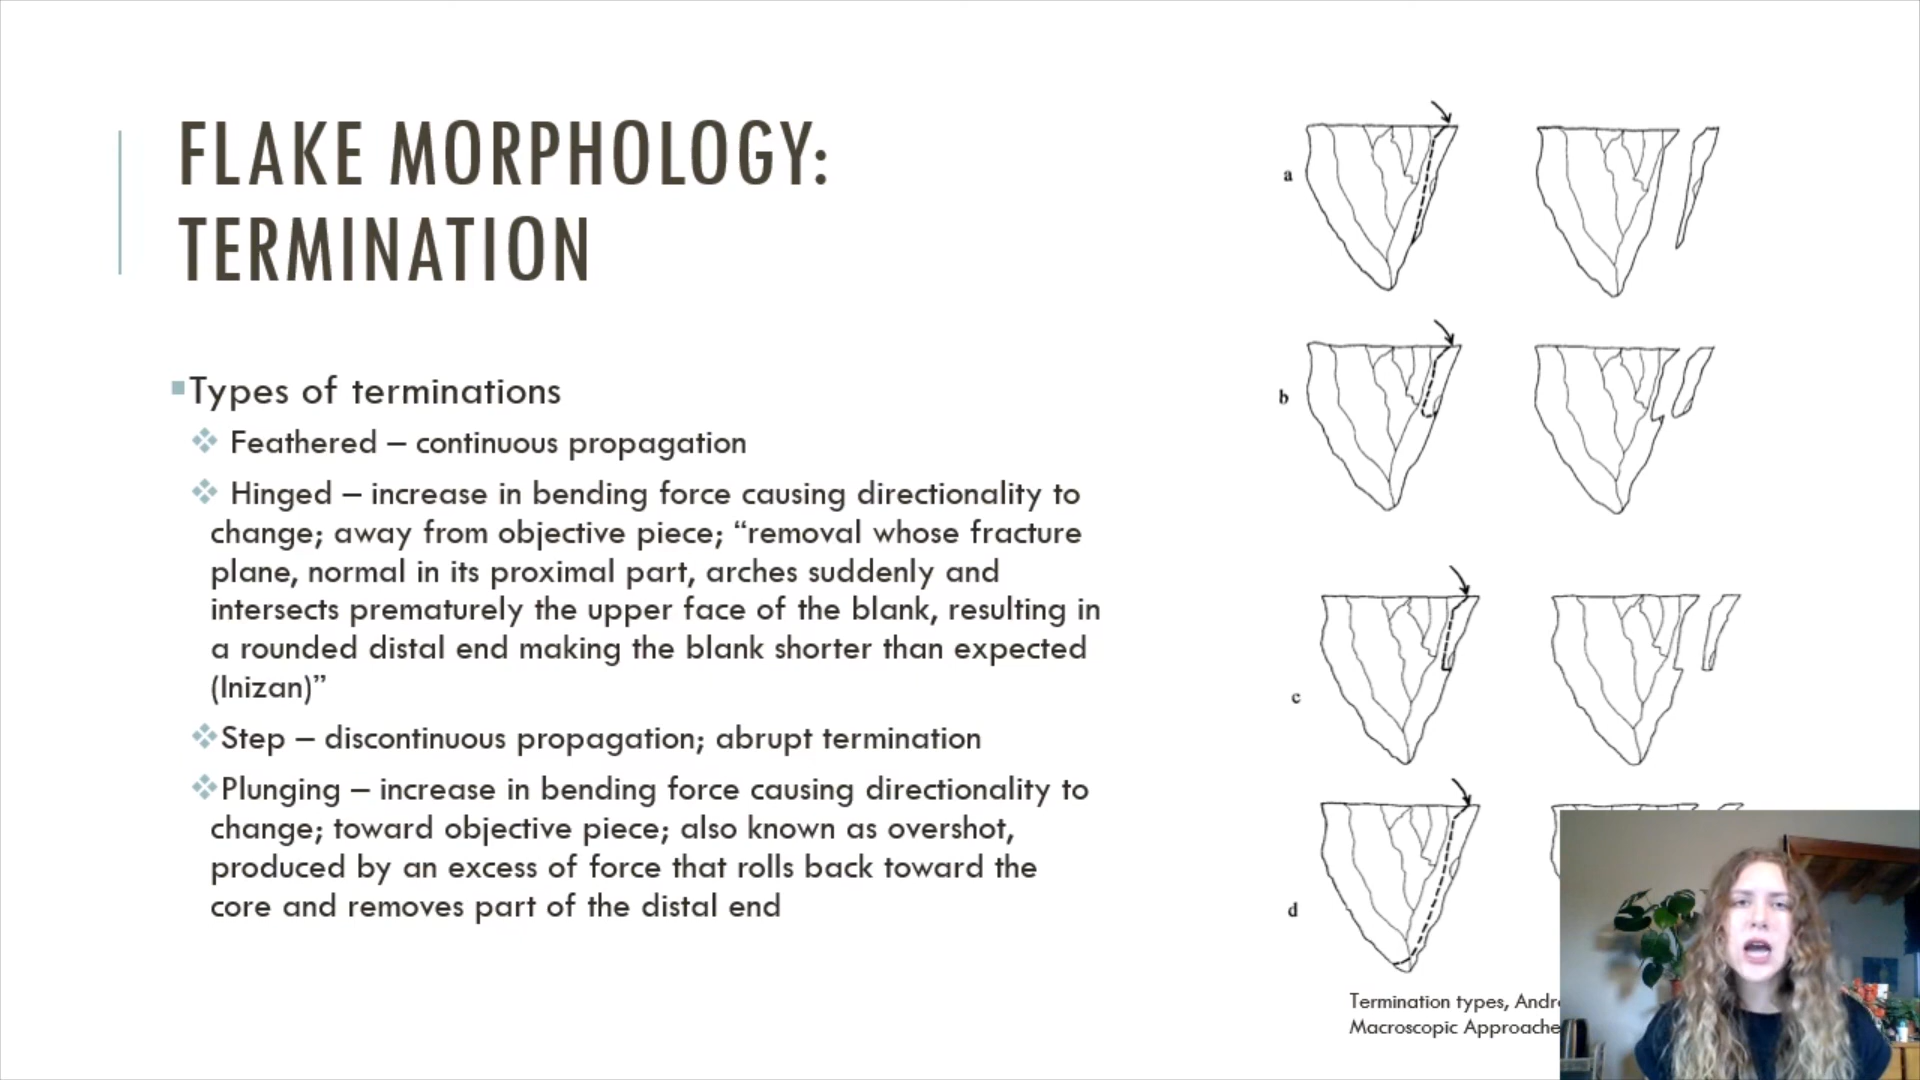 FLAKE MORPHOLOGY:
TERMINATION
Types of terminations
Feathered – continuous propagation
Hinged – increase in bending force causing directionality to
change; away from objective piece; “removal whose fracture
plane, normal in its proximal part, arches suddenly and
intersects prematurely the upper face of the blank, resulting in
a rounded distal end making the blank shorter than expected
(Inizan)”
Step – discontinuous propagation; abrupt termination
Plunging – increase in bending force causing directionality to
change; toward objective piece; also known as overshot,
produced by an excess of force that rolls back toward the
core and removes part of the distal end
a
b
c
d
Termination types,
Macroscopic